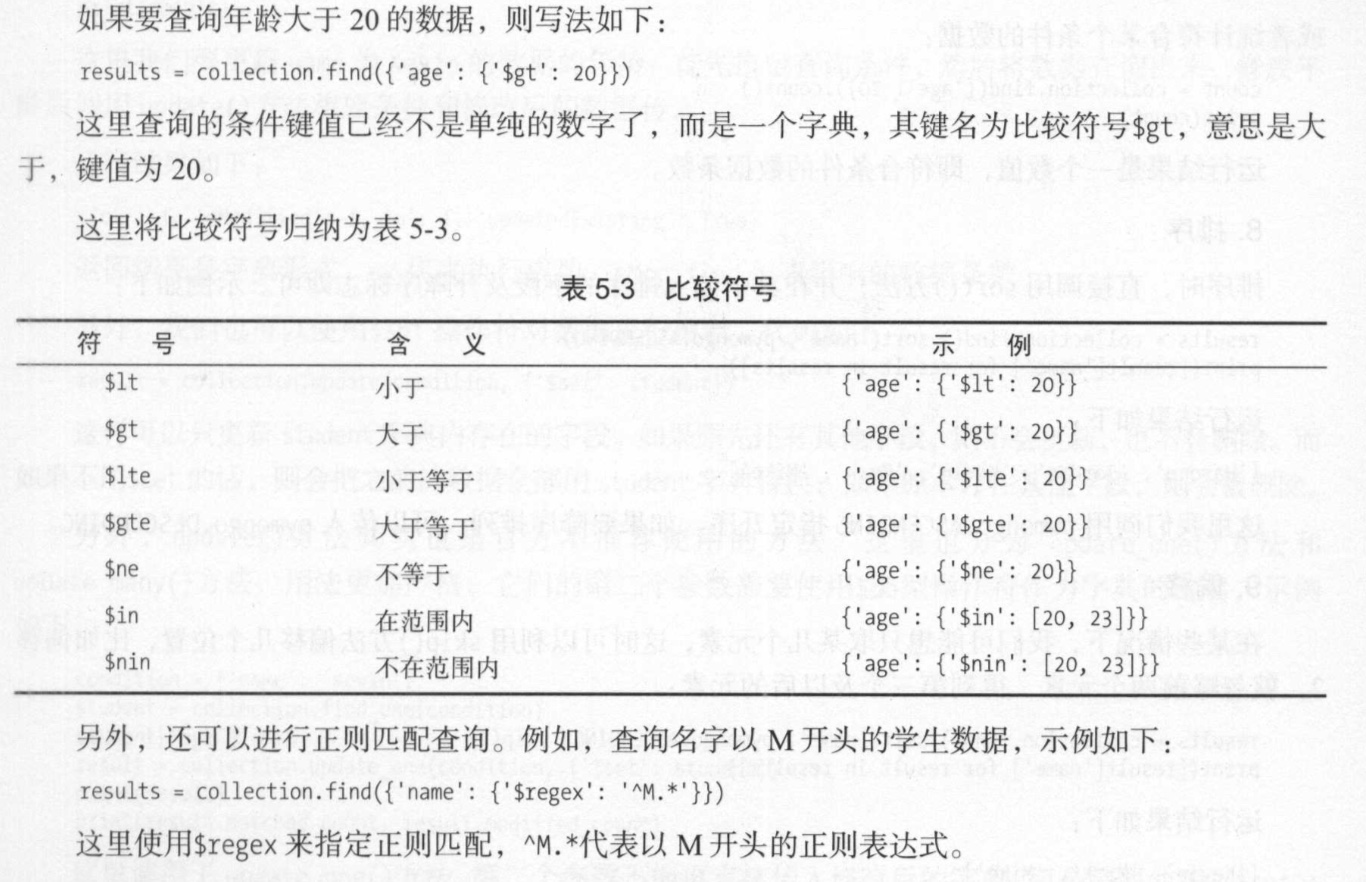 如果要查询年龄大于 20 的数据，则写法如下：
results = collection.find({'age': {'$gt': 20}})
这里查询的条件键值已经不是单纯的数字了，而是一个字典，其键名为比较符号$gt，意思是大
于，键值为 20。
这里将比较符号归纳为表 5-3。
表 5-3 比较符号
符 号 含 义 示 例
$lt 小于 {'age': {'$lt': 20}}
$gt 大于 {'age': {'$gt': 20}}
$lte 小于等于 {'age': {'$lte': 20}}
$gte 大于等于 {'age': {'$gte': 20}}
$ne 不等于 {'age': {'$ne': 20}}
$in 在范围内 {'age': {'$in': [20, 23]}}
$nin 不在范围内 {'age': {'$nin': [20, 23]}}
另外，还可以进行正则匹配查询。例如，查询名字以 M 开头的学生数据，示例如下：
results = collection.find({'name': {'$regex': '^M.*'}})
这里使用$regex 来指定正则匹配，^M.*代表以 M 开头的正则表达式。